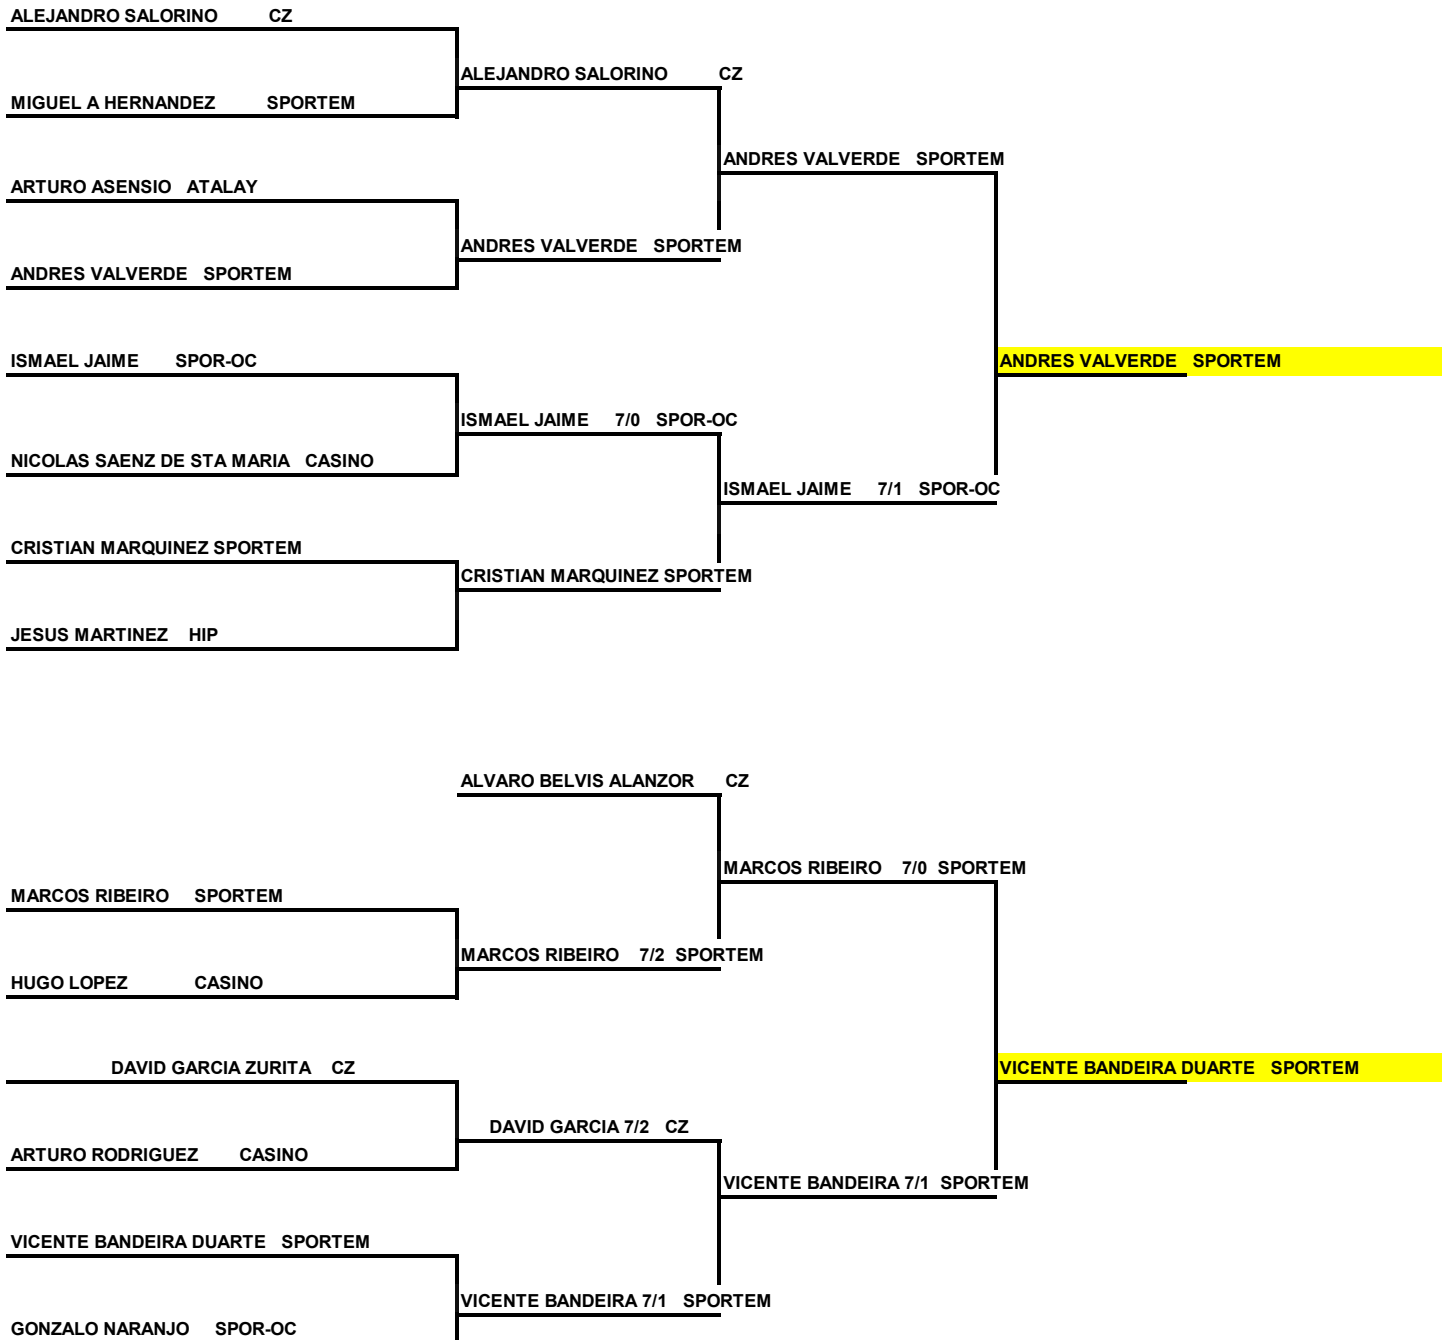 ALEJANDRO SALORINO CZ
ALEJANDRO SALORINO CZ
MIGUEL A HERNANDEZ SPORTEM
ANDRES VALVERDE SPORTEM
ARTURO ASENSIO ATALAY
ANDRES VALVERDE SPORTEM
ANDRES VALVERDE SPORTEM
ISMAEL JAIME SPOR-OC
ANDRES VALVERDE SPORTEM
ISMAEL JAIME 7/0 SPOR-OC
NICOLAS SAENZ DE STA MARIA CASINO
ISMAEL JAIME 7/1 SPOR-OC
CRISTIAN MARQUINEZ SPORTEM
CRISTIAN MARQUINEZ SPORTEM
JESUS MARTINEZ HIP
ALVARO BELVIS ALANZOR CZ
MARCOS RIBEIRO 7/0 SPORTEM
MARCOS RIBEIRO SPORTEM
MARCOS RIBEIRO 7/2 SPORTEM
HUGO LOPEZ CASINO
DAVID GARCIA ZURITA CZ
VICENTE BANDEIRA DUARTE SPORTEM
DAVID GARCIA 7/2 CZ
ARTURO RODRIGUEZ CASINO
VICENTE BANDEIRA 7/1 SPORTEM
VICENTE BANDEIRA DUARTE SPORTEM
VICENTE BANDEIRA 7/1 SPORTEM
GONZALO NARANJO SPOR-OC